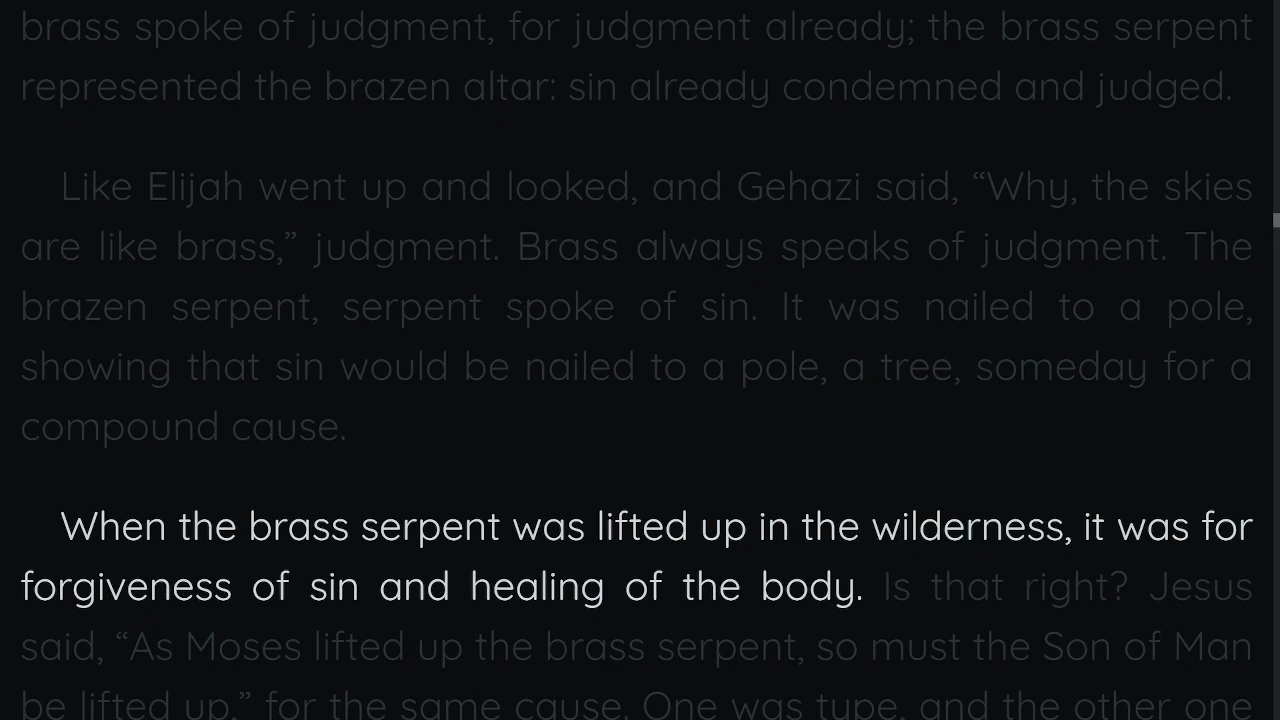 brass spoke of judgment, for judgment already; the brass serpent
represented the brazen altar: sin already condemned and judged.
Like Elijah went up and looked, and Gehazi said, “Why, the skies
are like brass,” judgment. Brass always speaks of judgment. The
brazen serpent, serpent spoke of sin. It was nailed to a pole,
showing that sin would be nailed to a pole, a tree, someday for a
compound cause.
When the brass serpent was lifted up in the wilderness, it was for
forgiveness of sin and healing of the body. Is that right? Jesus
said, “As Moses lifted up the brass serpent, so must the Son of Man
be lifted up,” for the same cause. One was type, and the other one